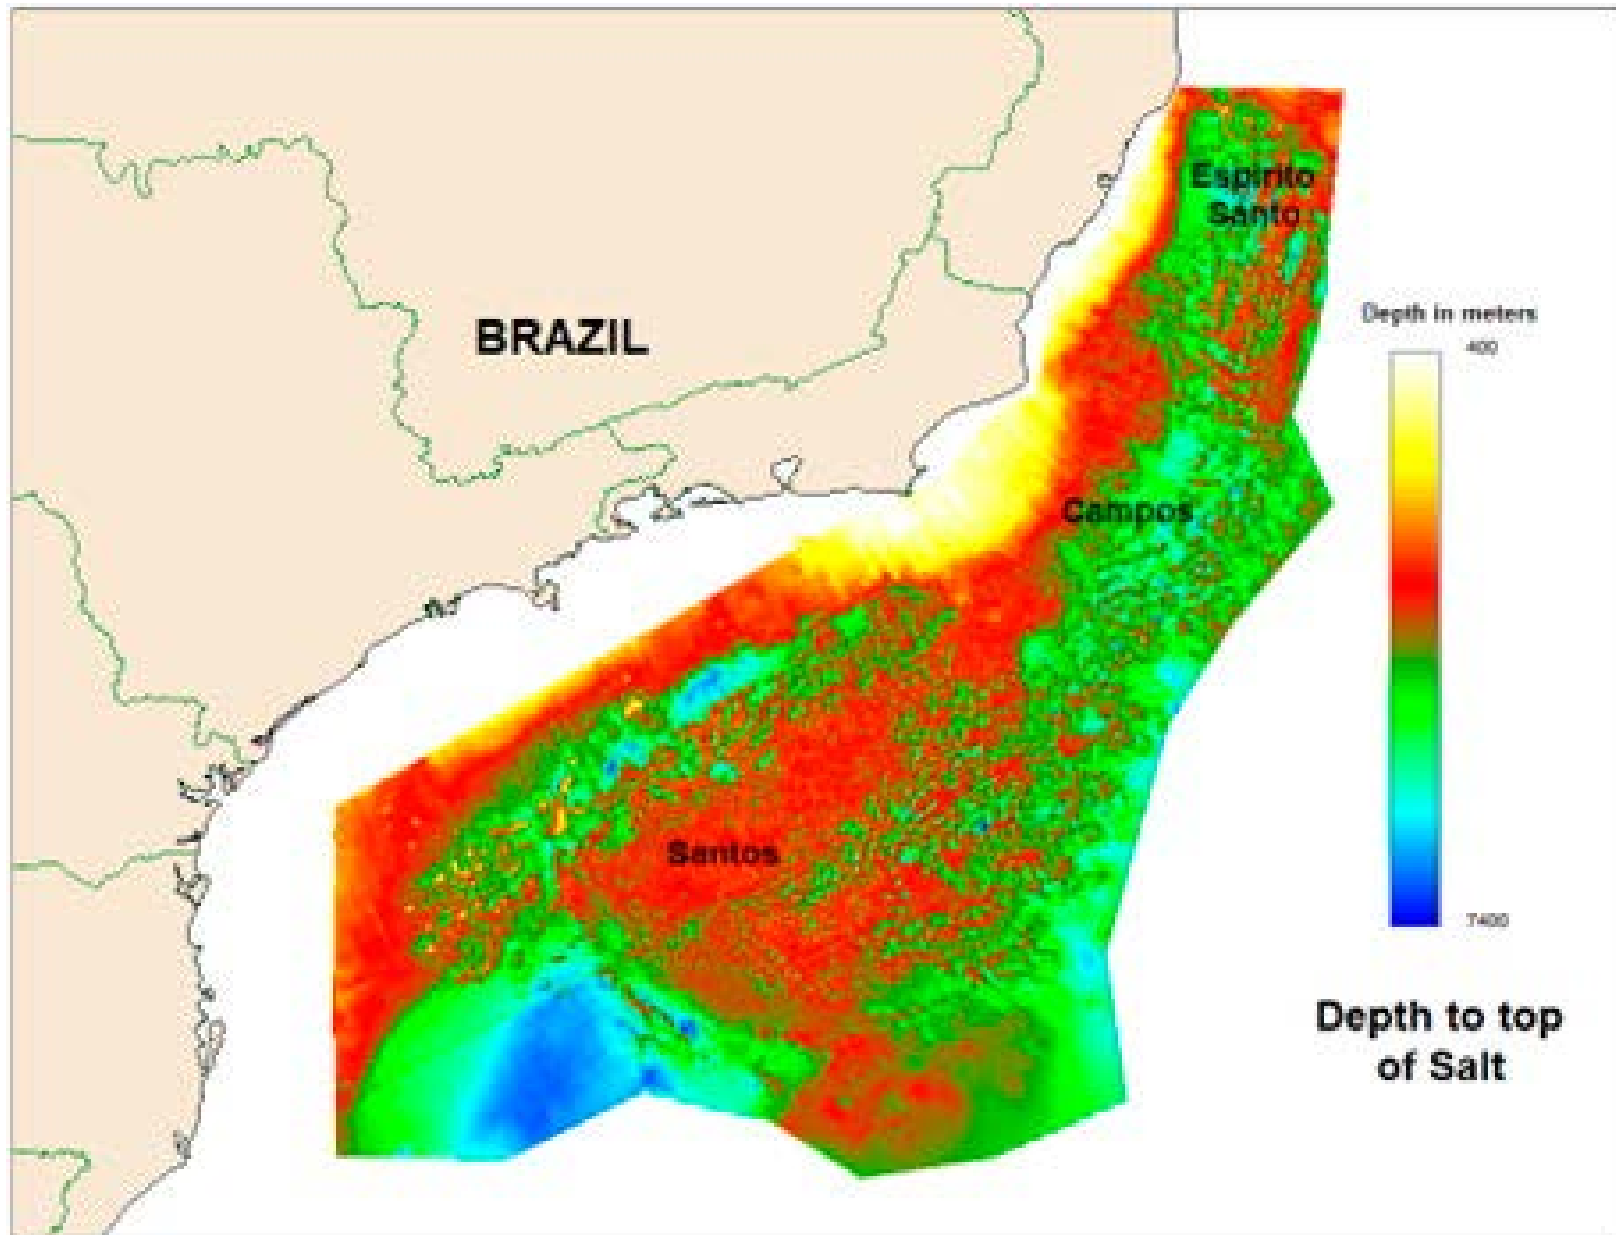 Espirito
Santo
BRAZIL
Depth in meters
400
Campos
Santos
7400
Depth to top
of Salt